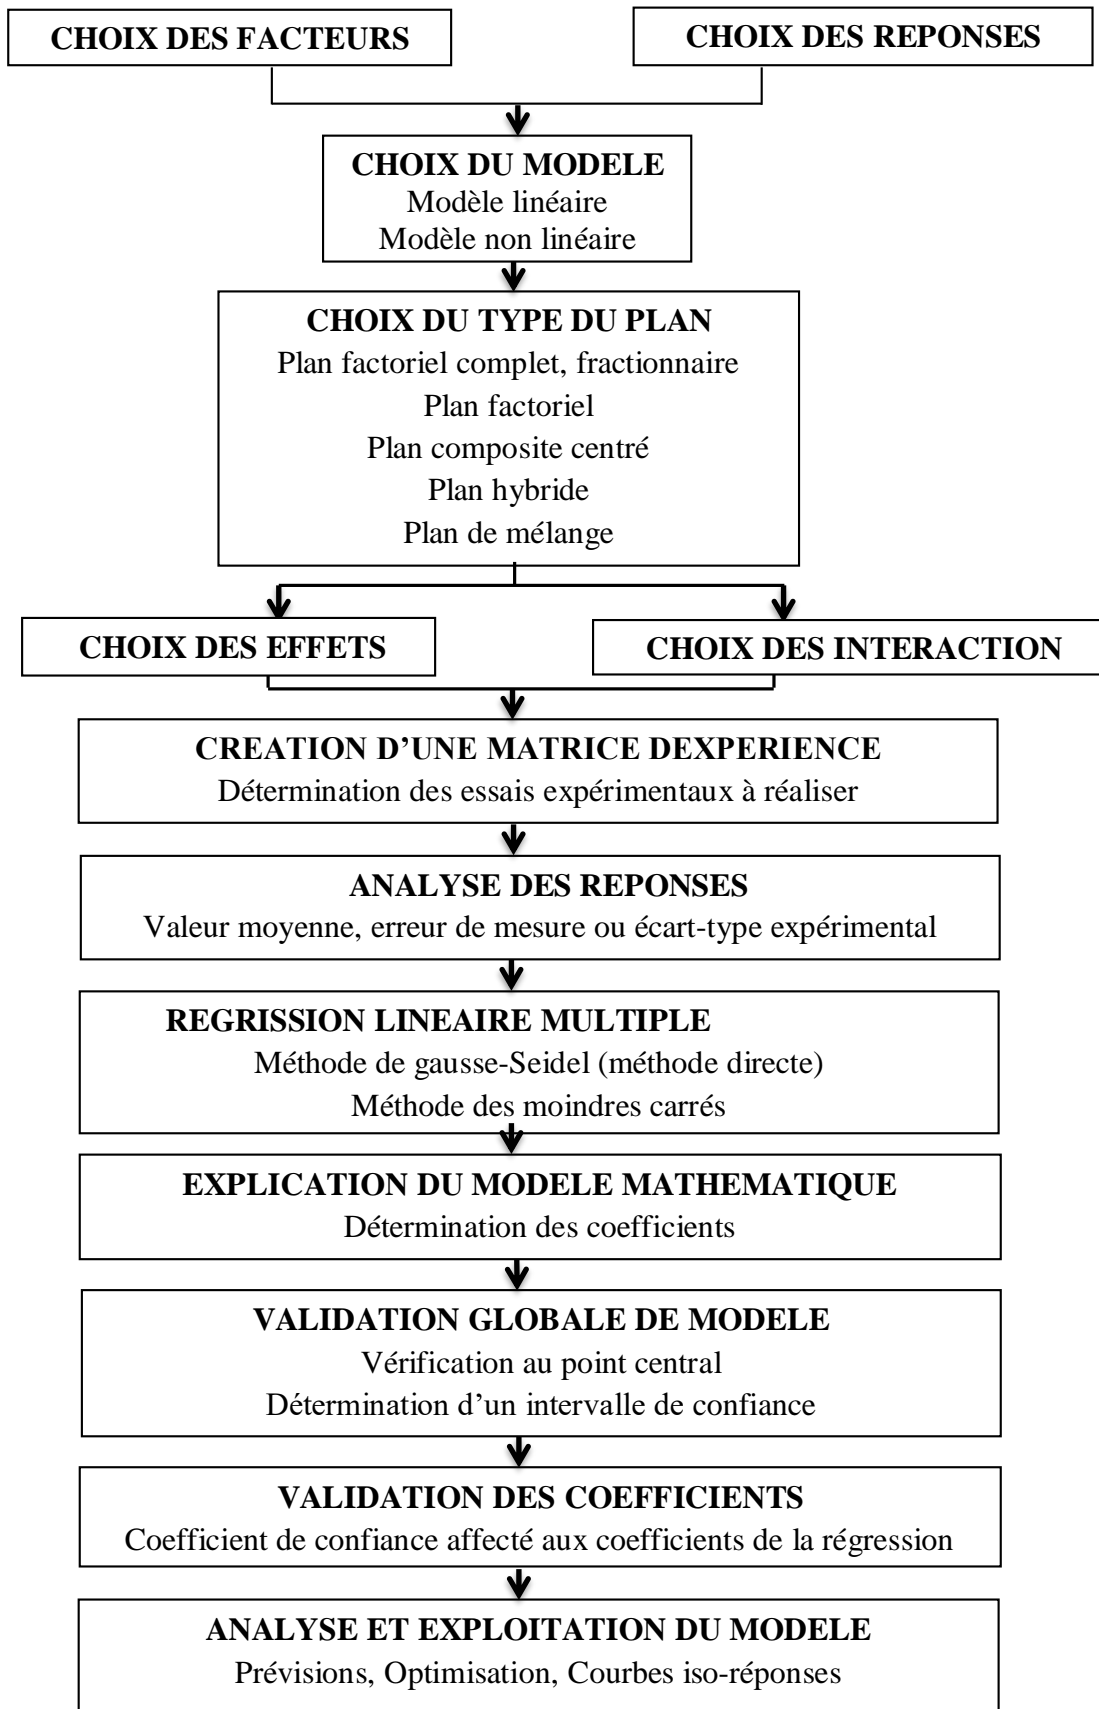 CHOIX DES FACTEURS
CHOIX DES REPONSES
CHOIX DU MODELE
Modèle linéaire
Modèle non linéaire
CHOIX DU TYPE DU PLAN
Plan factoriel complet, fractionnaire
Plan factoriel
Plan composite centré
Plan hybride
Plan de mélange
CHOIX DES EFFETS
CHOIX DES INTERACTION
CREATION D’UNE MATRICE DEXPERIENCE
Détermination des essais expérimentaux à réaliser
ANALYSE DES REPONSES
Valeur moyenne, erreur de mesure ou écart-type expérimental
REGRISSION LINEAIRE MULTIPLE
Méthode de gausse-Seidel (méthode directe)
Méthode des moindres carrés
EXPLICATION DU MODELE MATHEMATIQUE
Détermination des coefficients
VALIDATION GLOBALE DE MODELE
Vérification au point central
Détermination d’un intervalle de confiance
VALIDATION DES COEFFICIENTS
Coefficient de confiance affecté aux coefficients de la régression
ANALYSE ET EXPLOITATION DU MODELE
Prévisions, Optimisation, Courbes iso-réponses